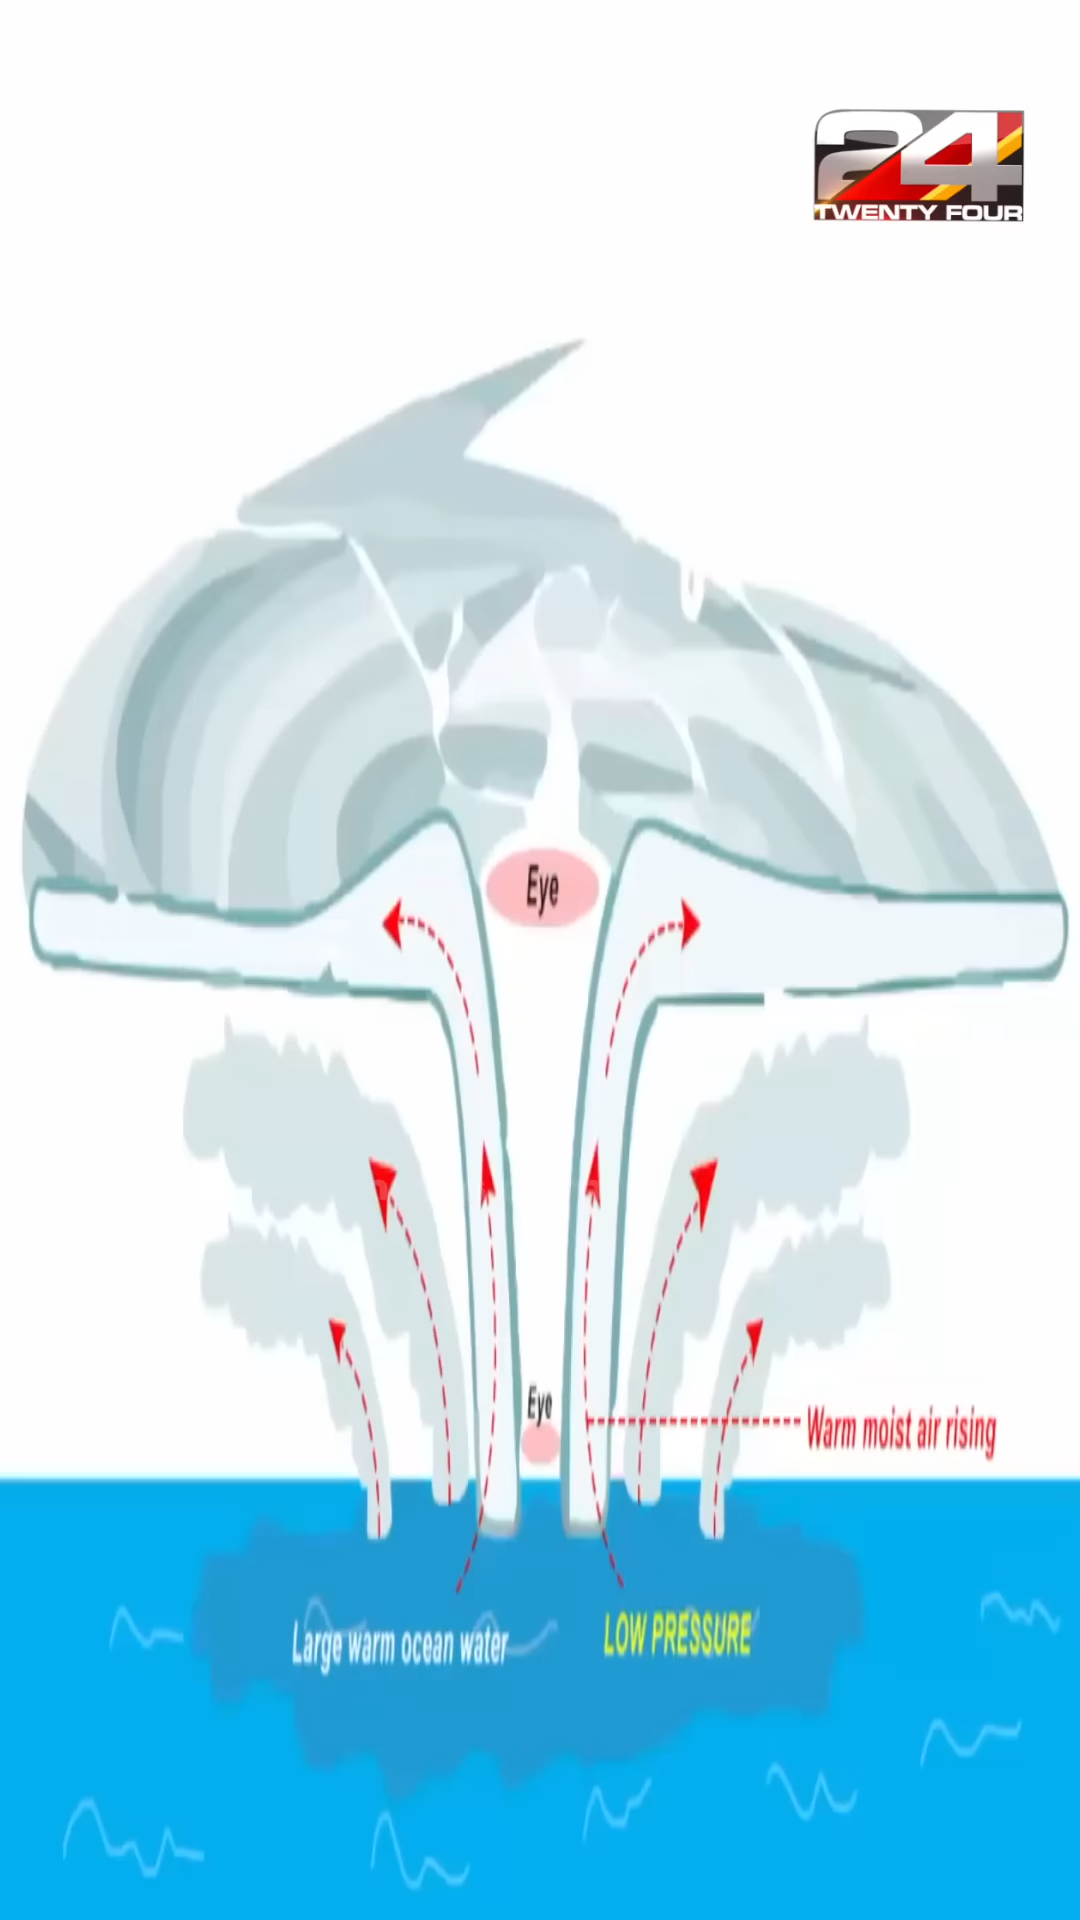 24
TWENTY FOUR
Eye
Eye
Warm moist air rising
Large warm ocean water
LOW PRESSURE